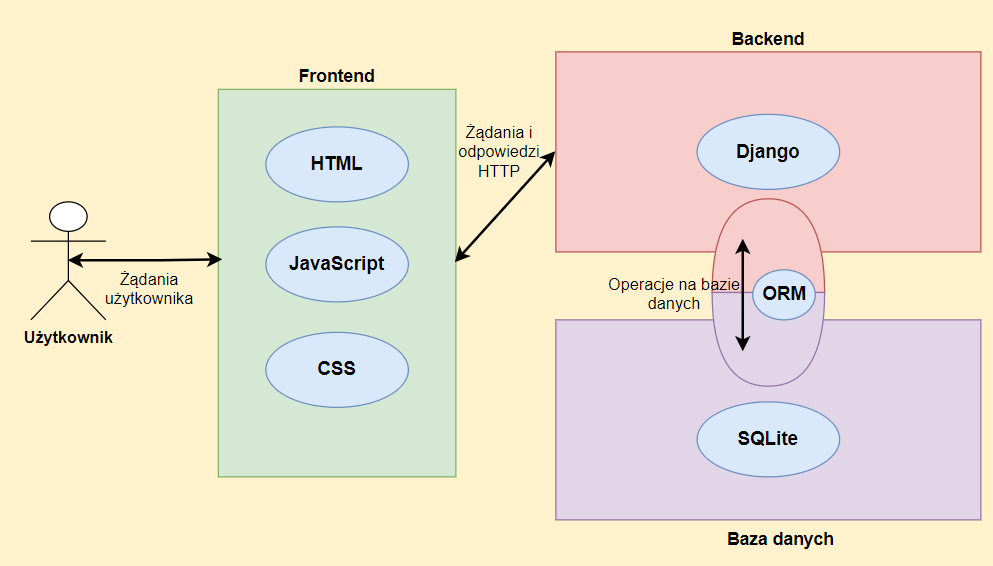 Backend
Frontend
Żądania i
odpowiedzi
HTTP
HTML
Django
JavaScript
Żądania
użytkownika
Użytkownik
Operacje na bazie
danych
ORM
CSS
SQLite
Baza danych